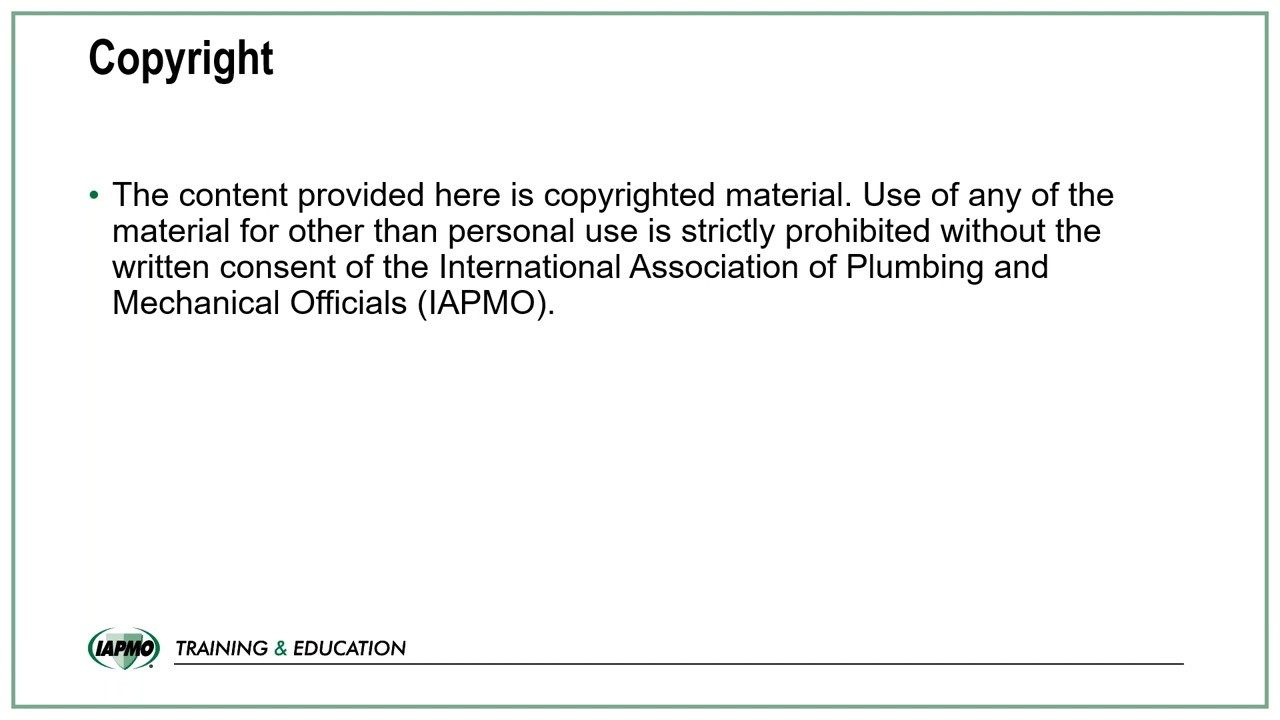 Copyright
• The content provided here is copyrighted material. Use of any of the
material for other than personal use is strictly prohibited without the
written consent of the International Association of Plumbing and
Mechanical Officials (IAPMO).
IAPMO® TRAINING & EDUCATION